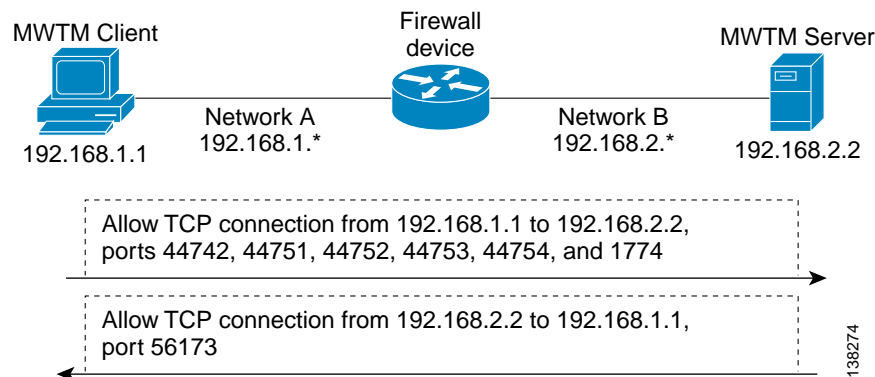 MWTM Client
Firewall
device
MWTM Server
Network A
192.168.1.*
Network B
192.168.2.*
192.168.1.1
192.168.2.2
Allow TCP connection from 192.168.1.1 to 192.168.2.2,
ports 44742, 44751, 44752, 44753, 44754, and 1774
Allow TCP connection from 192.168.2.2 to 192.168.1.1,
port 56173
138274